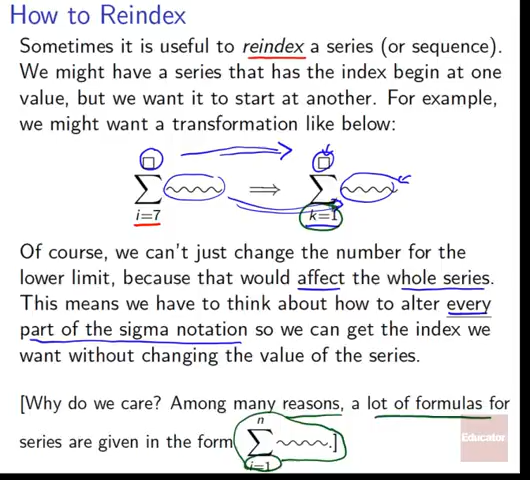 How to Reindex
Sometimes it is useful to reindex a series (or sequence).
We might have a series that has the index begin at one
value, but we want it to start at another. For example,
we might want a transformation like below:
□ □
∑ ⟹ ∑
i=7 k=1
Of course, we can't just change the number for the
lower limit, because that would affect the whole series.
This means we have to think about how to alter every
part of the sigma notation so we can get the index we
want without changing the value of the series.
[Why do we care? Among many reasons, a lot of formulas for
n
series are given in the form ∑ .]
i=1
Educator